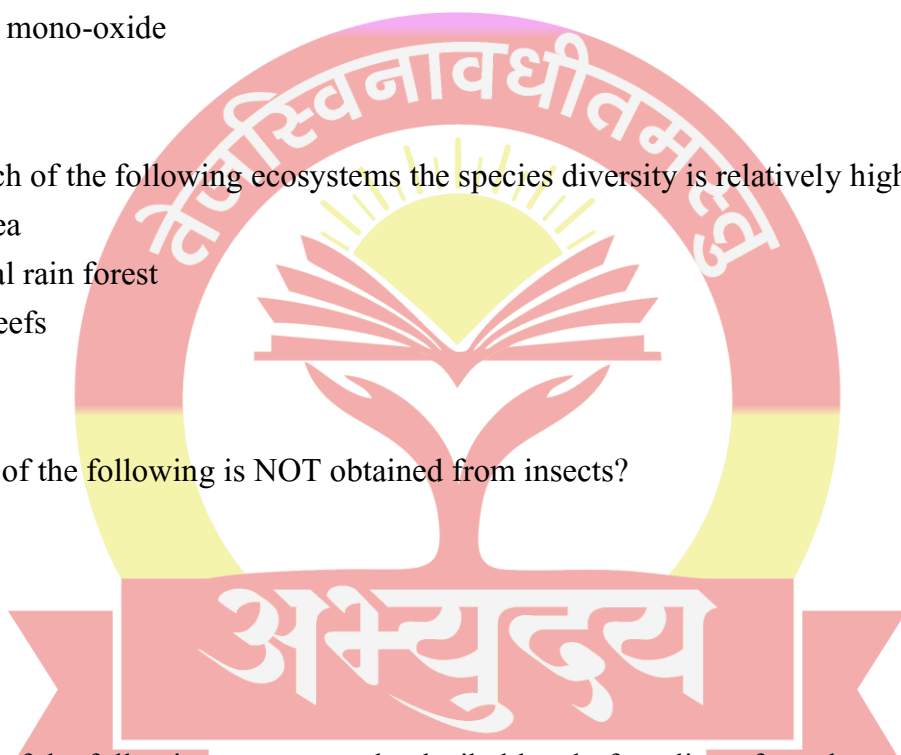 mono-oxide
तेजस्विनावधीतमस्तु
ch of the following ecosystems the species diversity is relatively high
ea
al rain forest
eefs
of the following is NOT obtained from insects?
अभ्युदय